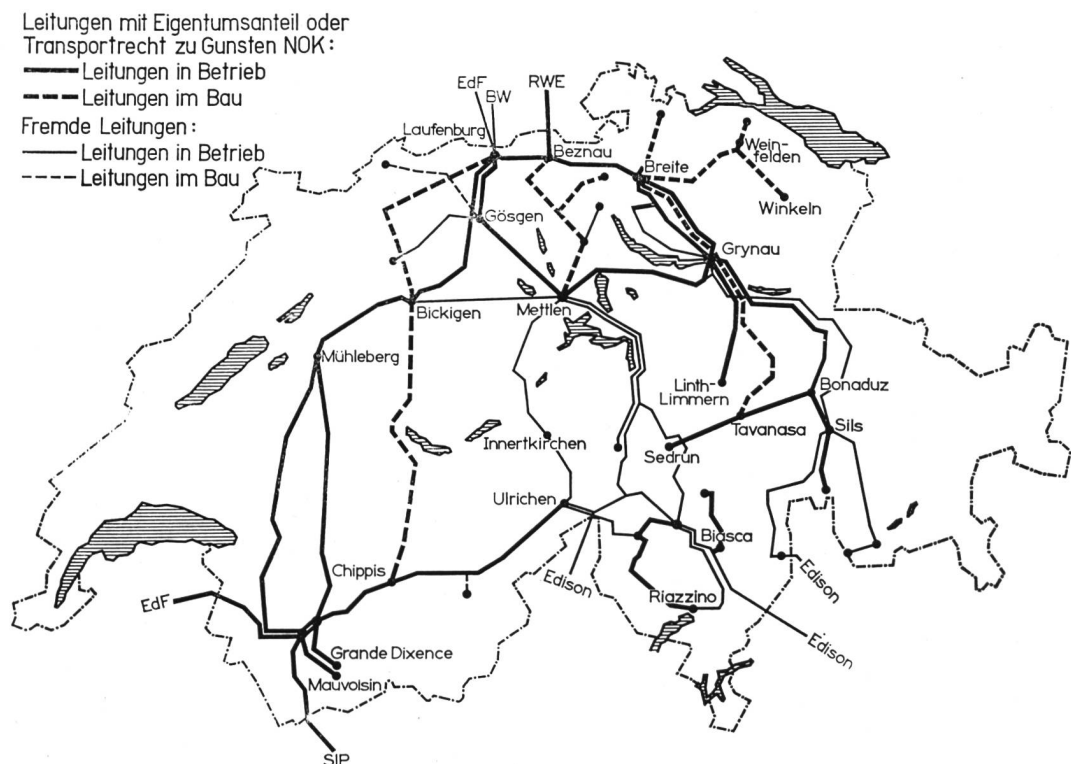 Leitungen mit Eigentumsanteil oder
Transportrecht zu Gunsten NOK:
Leitungen in Betrieb
Leitungen im Bau
Fremde Leitungen:
Leitungen in Betrieb
Leitungen im Bau
EdF
BW
RWE
Laufenburg
Beznau
Breite
Wein-
felden
Winkeln
Gösgen
Grynau
Bickigen
Mettlen
Mühleberg
Linth-
Limmern
Bonaduz
Tavanasa
Sils
Innertkirchen
Sedrun
Ulrichen
Biasca
Edison
Edison
Chippis
Riazzino
EdF
Edison
Grande Dixence
Mauvoisin
SIP